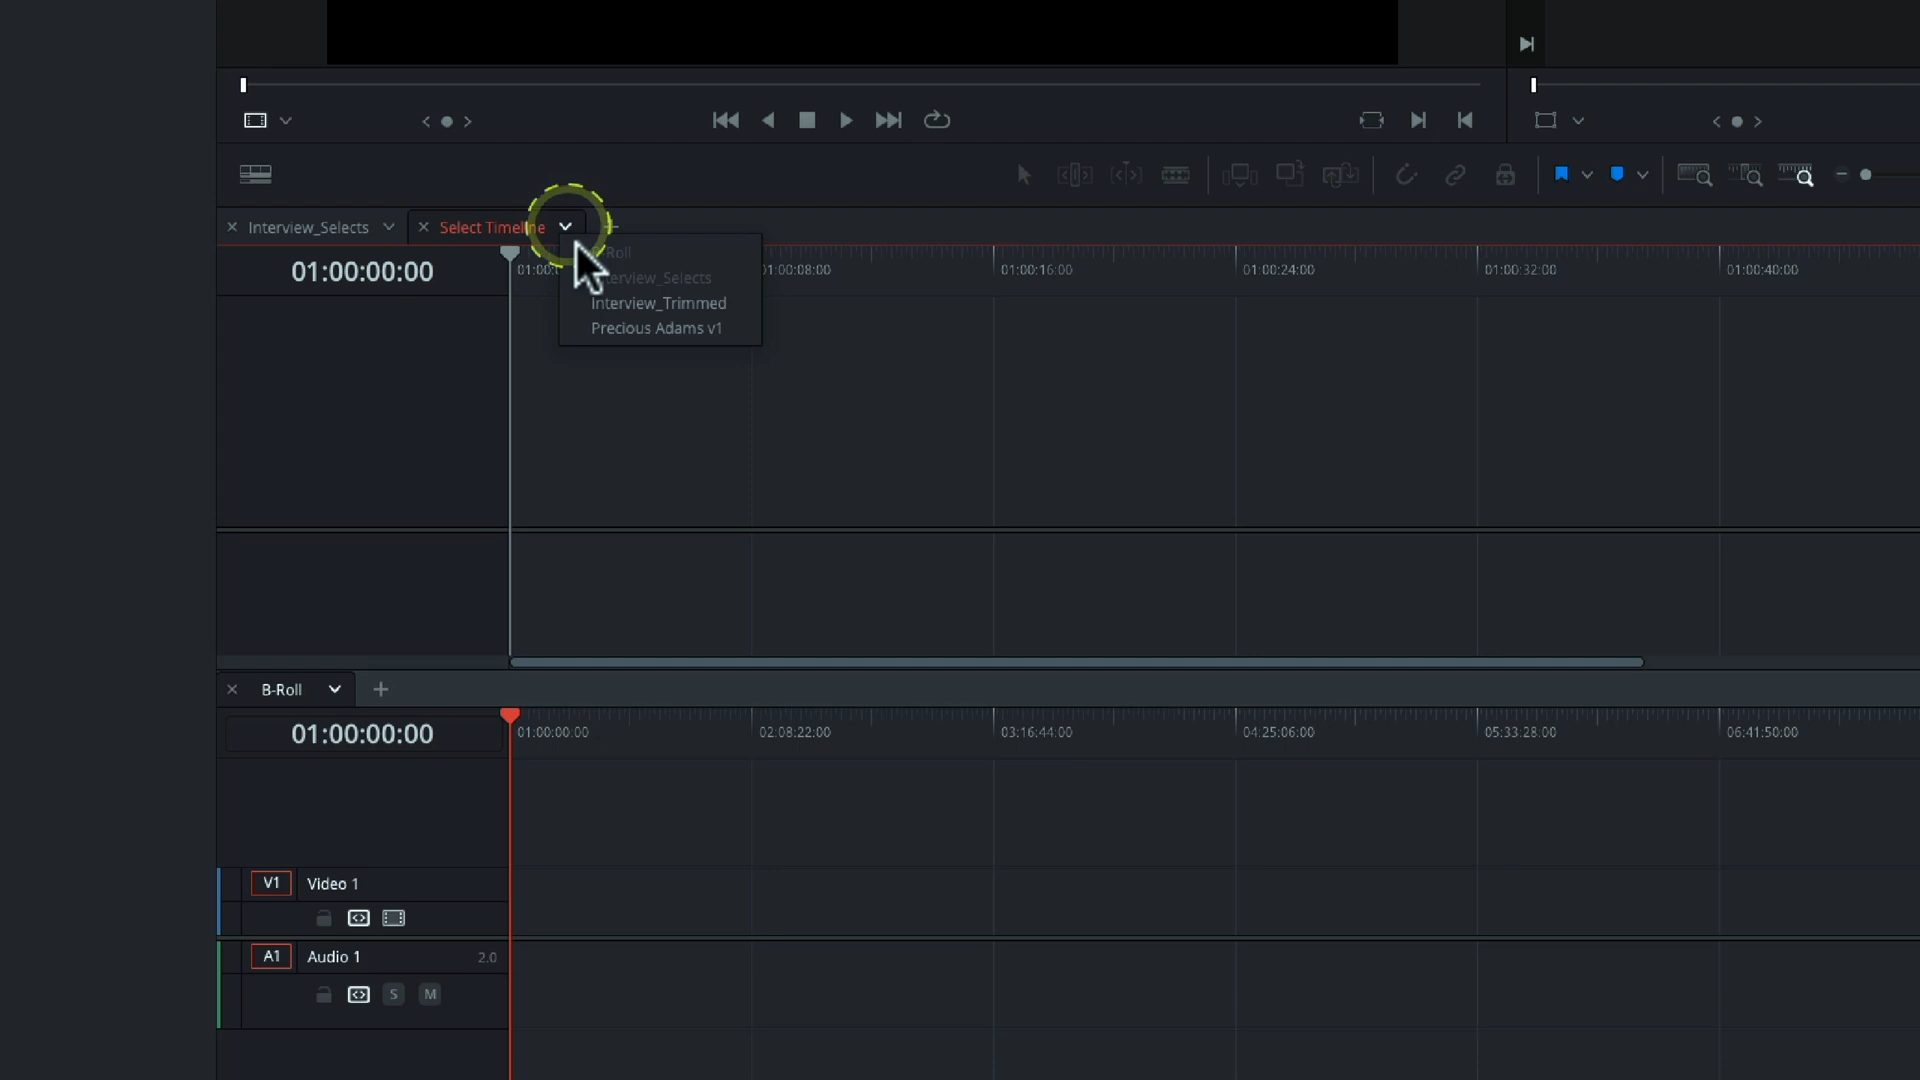 Interview_Selects
Select Timeline
01:00:00:00
01:00:08:00
01:00:16:00
01:00:24:00
01:00:32:00
01:00:40:00
Interview_Trimmed
Precious Adams v1
B-Roll
01:00:00:00
01:00:00:00
02:08:22:00
03:16:44:00
04:25:06:00
05:33:28:00
06:41:50:00
V1 Video 1
A1 Audio 1 2.0
S M